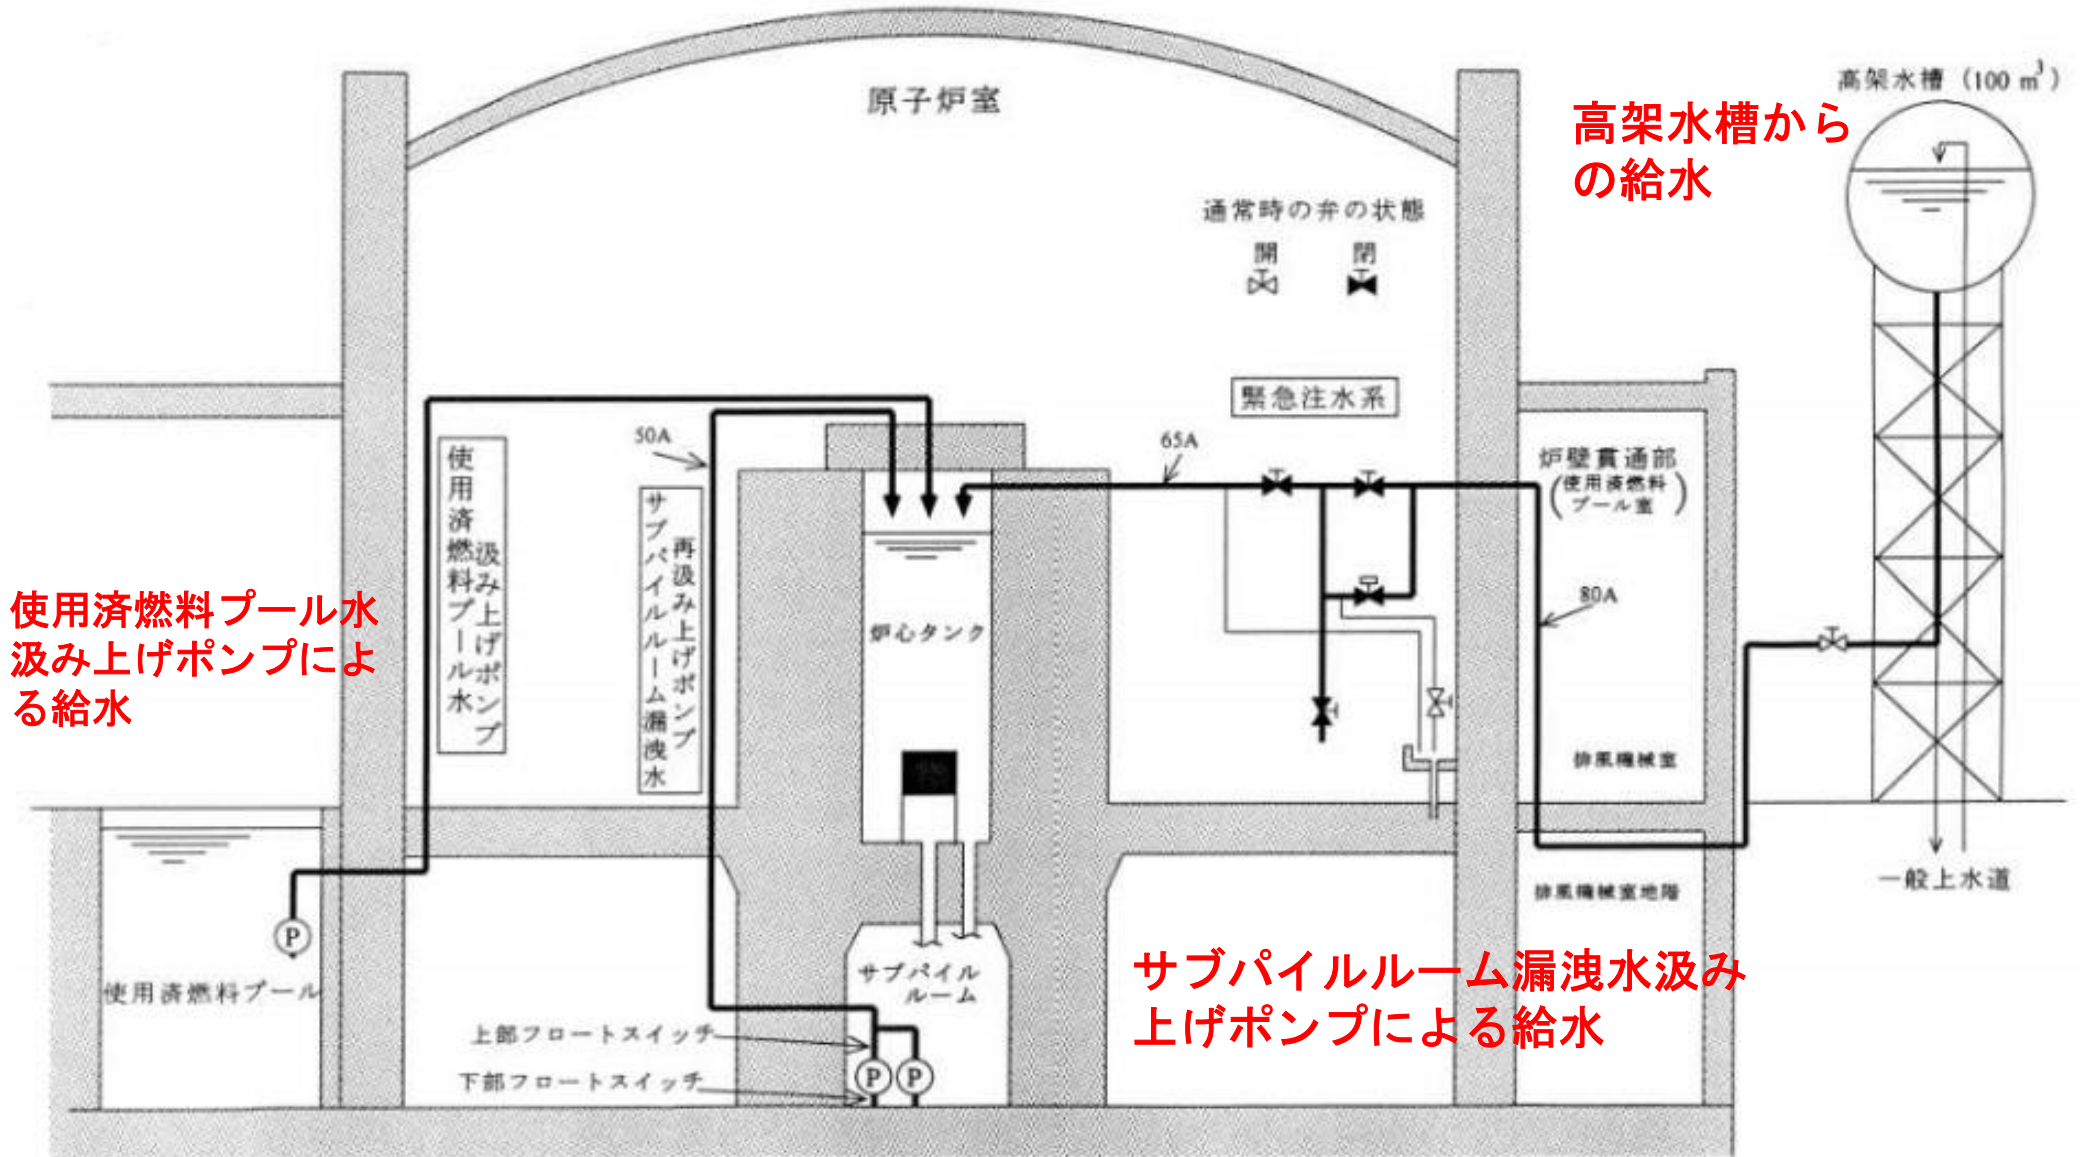 原子炉室
高架水槽 (100 m³)
高架水槽から
の給水
通常時の弁の状態
開
閉
緊急注水系
50A
65A
炉壁貫通部
(使用済燃料
プール室)
使用済燃料プール水
汲み上げポンプ
サブパイルルーム漏洩水
再汲み上げポンプ
80A
使用済燃料プール水
汲み上げポンプによ
る給水
炉心タンク
排風機械室
一般上水道
排風機械室地階
P
使用済燃料プール
サブパイル
ルーム
サブパイルルーム漏洩水汲み
上げポンプによる給水
上部フロートスイッチ
下部フロートスイッチ
P
P